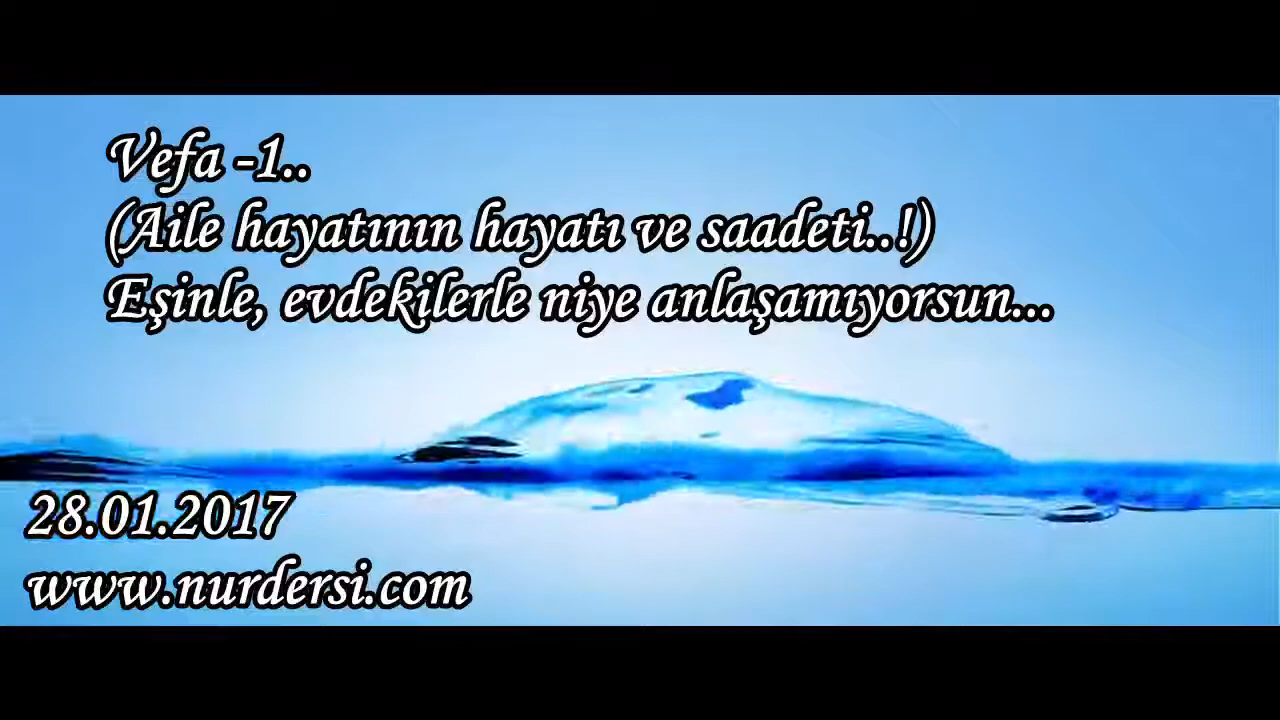 Vefa -1..
(Aile hayatının hayatı ve saadeti..!)
Eşinle, evdekilerle niye anlaşamıyorsun...
28.01.2017
www.nurdersi.com